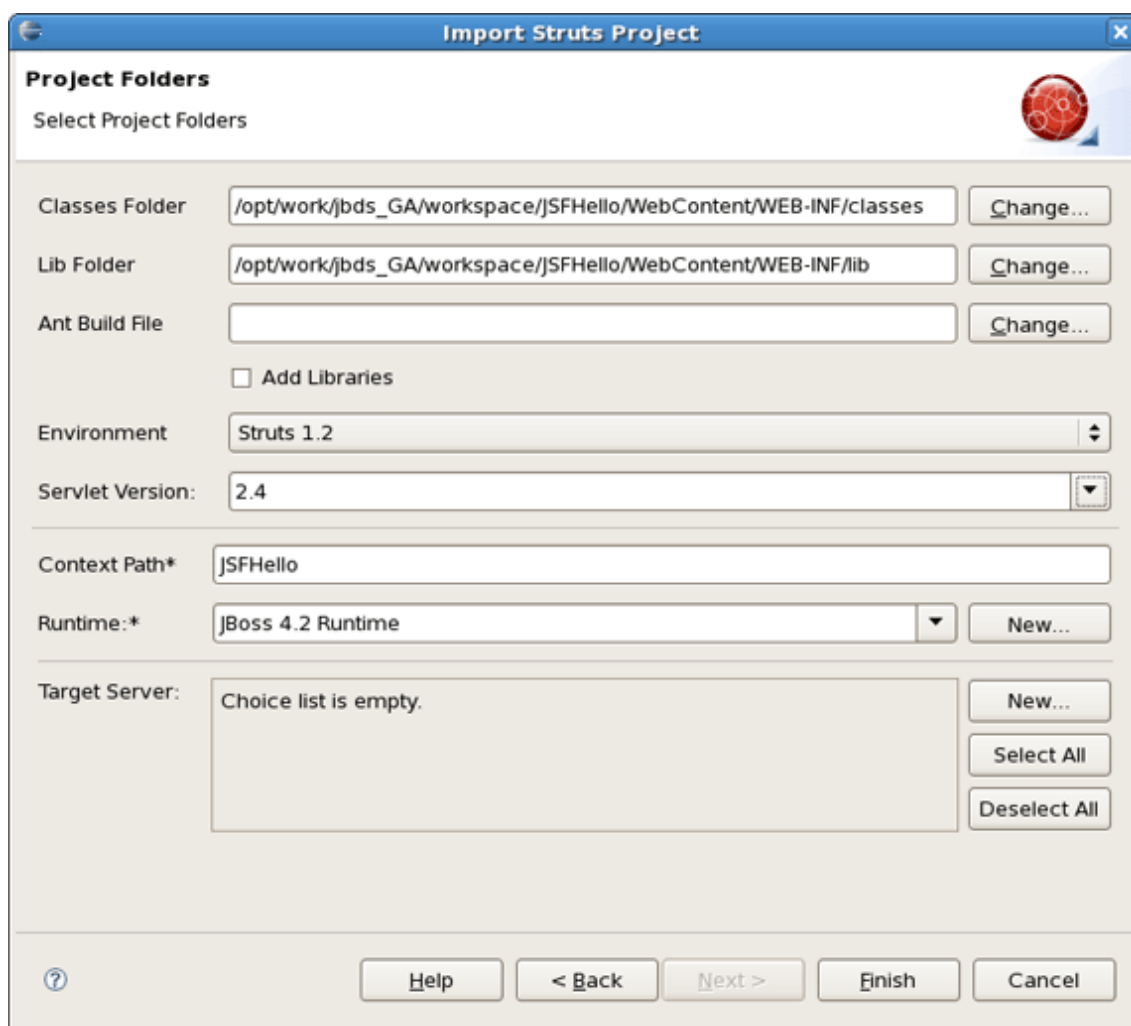 Import Struts Project
Project Folders
Select Project Folders
Classes Folder /opt/work/jbds_GA/workspace/JSFHello/WebContent/WEB-INF/classes Change...
Lib Folder /opt/work/jbds_GA/workspace/JSFHello/WebContent/WEB-INF/lib Change...
Ant Build File Change...
Add Libraries
Environment Struts 1.2
Servlet Version: 2.4
Context Path* JSFHello
Runtime:* JBoss 4.2 Runtime New...
Target Server: Choice list is empty. New...
Select All
Deselect All
? Help < Back Next > Finish Cancel